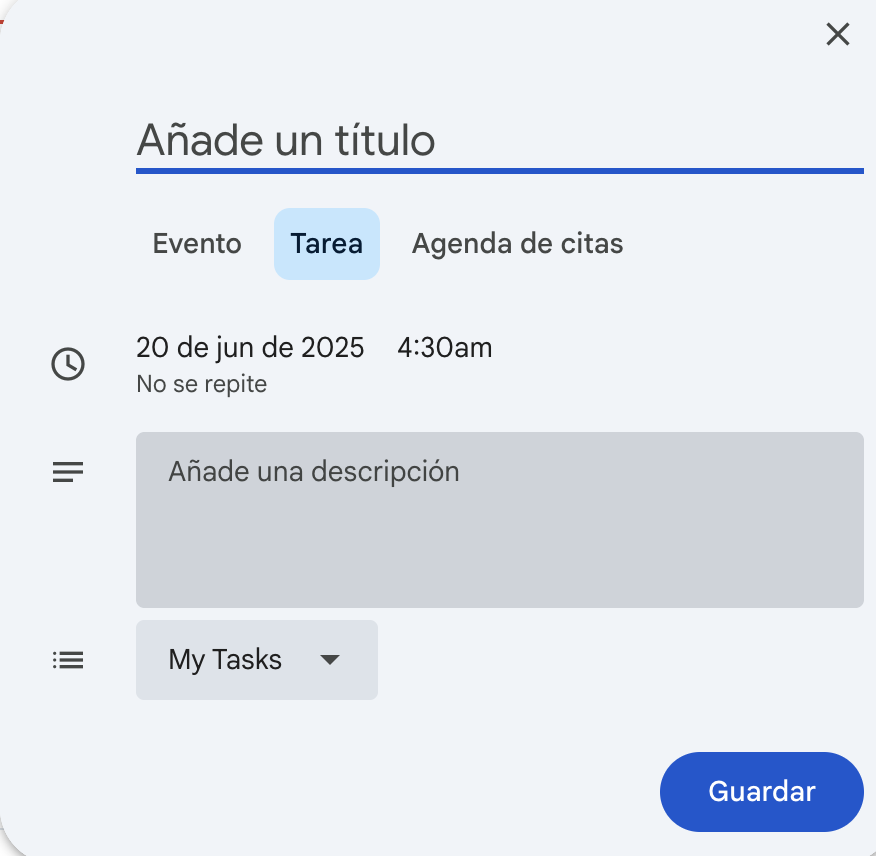 Añade un título
Evento Tarea Agenda de citas
20 de jun de 2025 4:30am
No se repite
Añade una descripción
My Tasks
Guardar